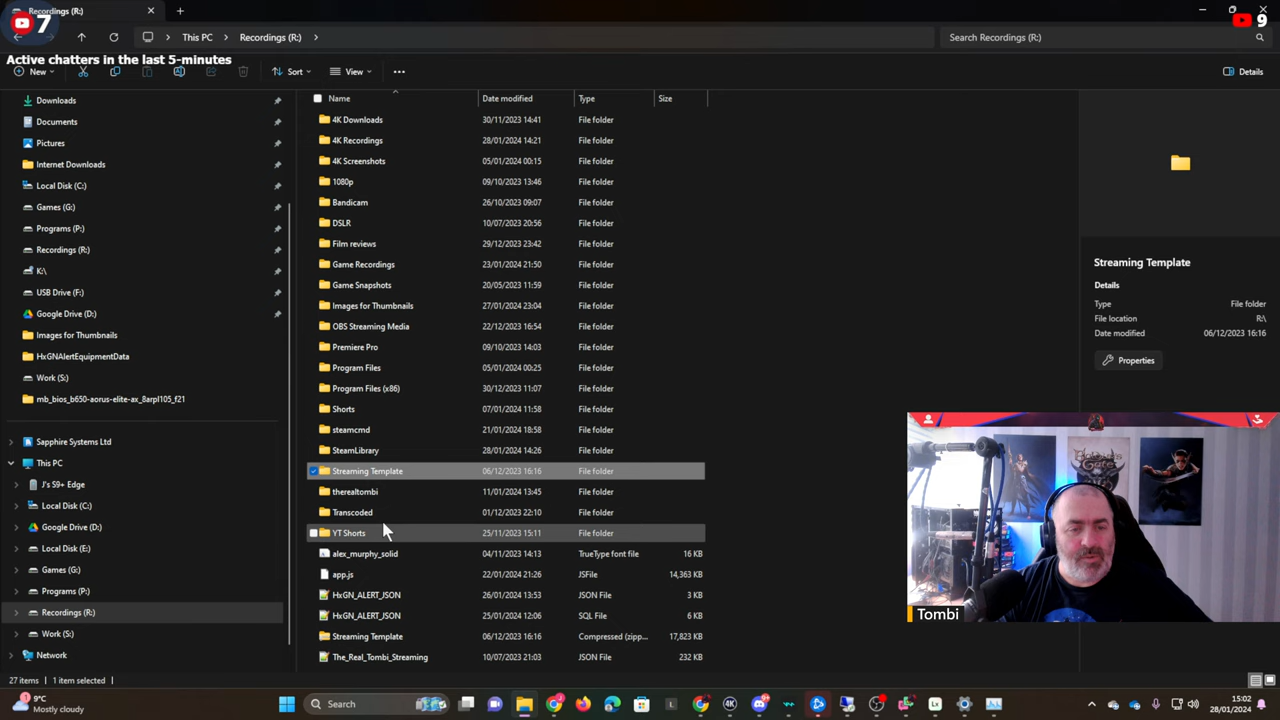 Recordings (R:)
7
9
This PC
Recordings (R:)
Search Recordings (R:)
Active chatters in the last 5-minutes
New
Sort
View
Details
Downloads
Documents
Pictures
Internet Downloads
Local Disk (C:)
Games (G:)
Programs (P:)
Recordings (R:)
K:\
USB Drive (F:)
Google Drive (D:)
Images for Thumbnails
HxGNAlertEquipmentData
Work (S:)
mb_bios_b650-aorus-elite-ax_8arpl105_f21
Sapphire Systems Ltd
This PC
J's S9+ Edge
Local Disk (C:)
Google Drive (D:)
Local Disk (E:)
Games (G:)
Programs (P:)
Recordings (R:)
Work (S:)
Network
Name Date modified Type Size
4K Downloads 30/11/2023 14:41 File folder
4K Recordings 28/01/2024 14:21 File folder
4K Screenshots 05/01/2024 00:15 File folder
1080p 09/10/2023 13:46 File folder
Bandicam 26/10/2023 09:07 File folder
DSLR 10/07/2023 20:56 File folder
Film reviews 29/12/2023 23:42 File folder
Game Recordings 23/01/2024 21:50 File folder
Game Snapshots 20/05/2023 11:59 File folder
Images for Thumbnails 27/01/2024 23:04 File folder
OBS Streaming Media 22/12/2023 16:54 File folder
Premiere Pro 09/10/2023 14:03 File folder
Program Files 05/01/2024 00:25 File folder
Program Files (x86) 30/12/2023 11:07 File folder
Shorts 07/01/2024 11:58 File folder
steamcmd 21/01/2024 18:58 File folder
SteamLibrary 28/01/2024 14:26 File folder
Streaming Template 06/12/2023 16:16 File folder
therealtombi 11/01/2024 13:45 File folder
Transcoded 01/12/2023 22:10 File folder
YT Shorts 25/11/2023 15:11 File folder
alex_murphy_solid 04/11/2023 14:13 TrueType font file 16 KB
app.js 22/01/2024 21:26 JSFile 14,363 KB
HxGN_ALERT_JSON 26/01/2024 13:53 JSON File 3 KB
HxGN_ALERT_JSON 25/01/2024 12:06 SQL File 6 KB
Streaming Template 06/12/2023 16:16 Compressed (zipp... 17,823 KB
The_Real_Tombi_Streaming 10/07/2023 21:03 JSON File 232 KB
Streaming Template
Details
Type File folder
File location R:\
Date modified 06/12/2023 16:16
Properties
Tombi
27 items 1 item selected
9°C
Mostly cloudy
Search
15:02
28/01/2024